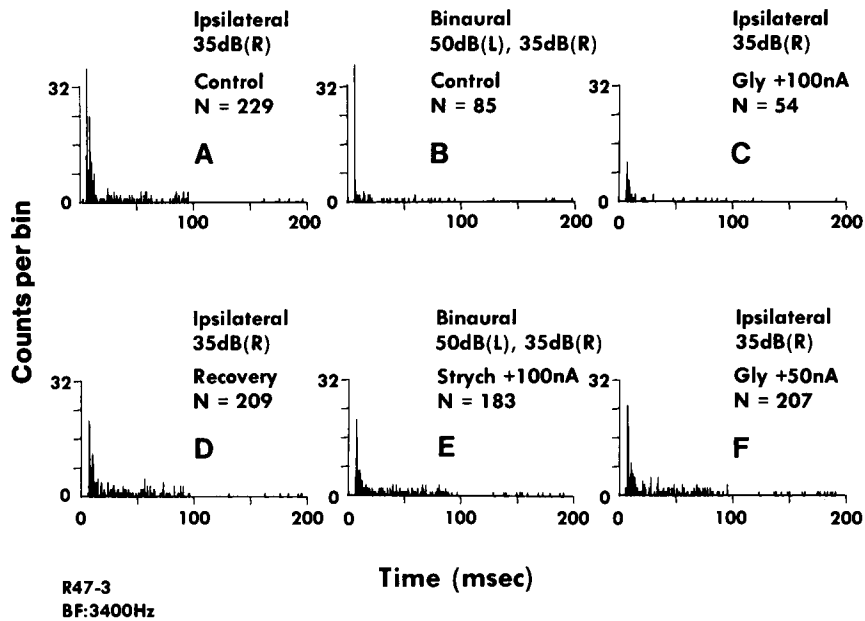 Ipsilateral
35dB(R)
Control
N = 229
A
32
0
100
200
Binaural
50dB(L), 35dB(R)
Control
N = 85
B
32
0
0
100
200
Ipsilateral
35dB(R)
Gly +100nA
N = 54
C
32
0
0
100
200
Counts per bin
Ipsilateral
35dB(R)
Recovery
N = 209
D
32
0
0
100
200
Binaural
50dB(L), 35dB(R)
Strych +100nA
N = 183
E
32
0
0
100
200
Ipsilateral
35dB(R)
Gly +50nA
N = 207
F
32
0
0
100
200
Time (msec)
R47-3
BF:3400Hz